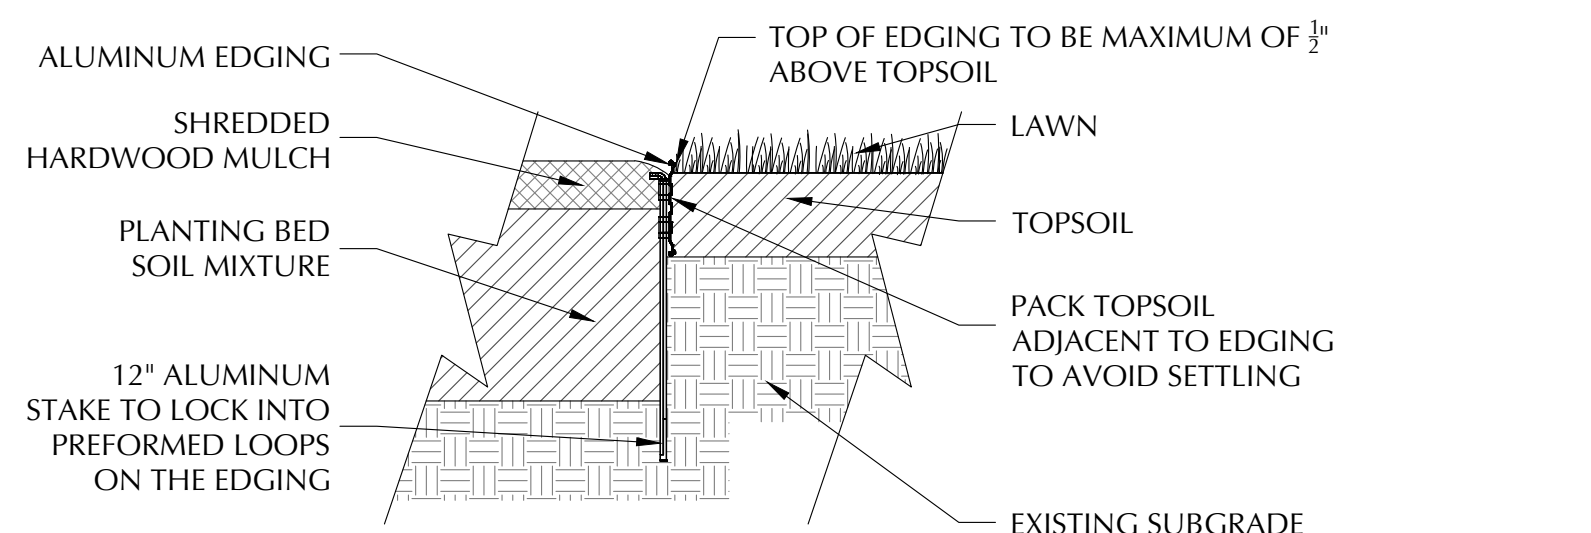 ALUMINUM EDGING
SHREDDED
HARDWOOD MULCH
PLANTING BED
SOIL MIXTURE
12" ALUMINUM
STAKE TO LOCK INTO
PREFORMED LOOPS
ON THE EDGING
TOP OF EDGING TO BE MAXIMUM OF 1/2"
ABOVE TOPSOIL
LAWN
TOPSOIL
PACK TOPSOIL
ADJACENT TO EDGING
TO AVOID SETTLING
EXISTING SUBGRADE